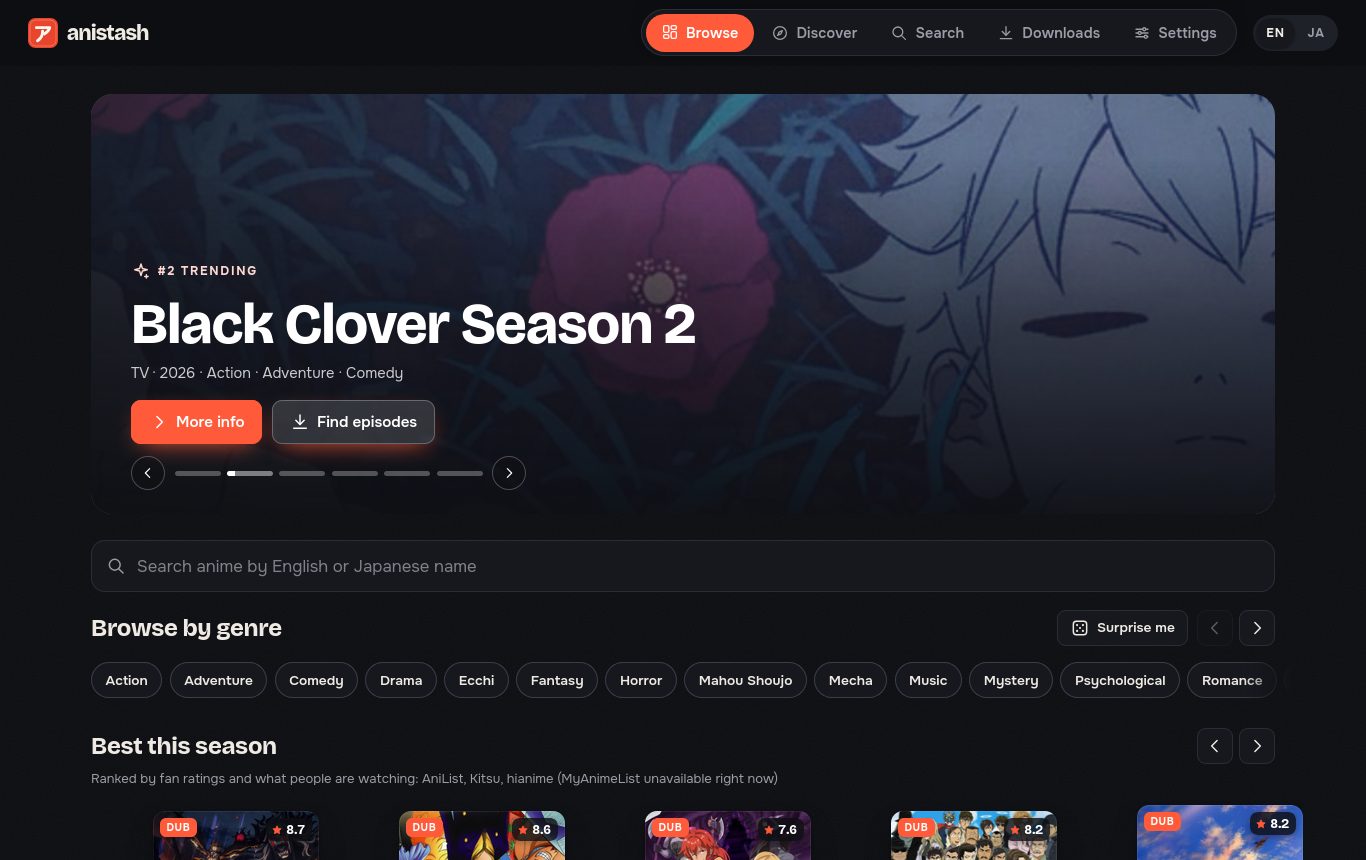 ア anistash
Browse Discover Search Downloads Settings EN JA
#2 TRENDING
Black Clover Season 2
TV · 2026 · Action · Adventure · Comedy
More info Find episodes
Search anime by English or Japanese name
Browse by genre Surprise me
Action Adventure Comedy Drama Ecchi Fantasy Horror Mahou Shoujo Mecha Music Mystery Psychological Romance
Best this season
Ranked by fan ratings and what people are watching: AniList, Kitsu, hianime (MyAnimeList unavailable right now)
DUB 8.7 DUB 8.6 DUB 7.6 DUB 8.2 DUB 8.2